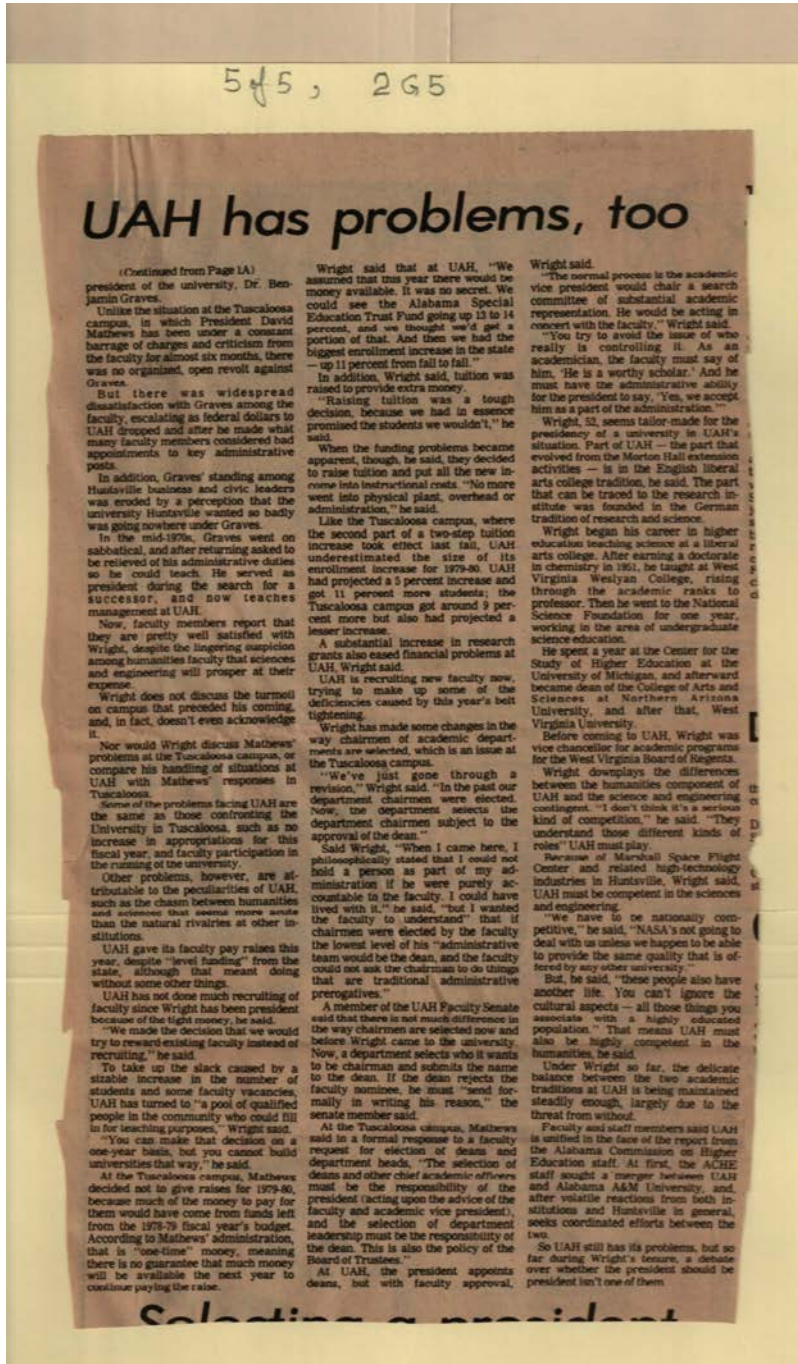 5 of 5, 2G5
UAH has problems, too
(Continued from Page 1A)
president of the university, Dr. Ben-
jamin Graves.
Unlike the situation at the Tuscaloosa
campus, in which President David
Mathews has been under a constant
barrage of charges and criticism from
the faculty for almost six months, there
was no organized, open revolt against
Graves.
But there was widespread
dissatisfaction with Graves among the
faculty, escalating as federal dollars to
UAH dropped and after he made what
many faculty members considered bad
appointments to key administrative
posts.
In addition, Graves' standing among
Huntsville business and civic leaders
was eroded by a perception that the
university Huntsville wanted so badly
was going nowhere under Graves.
In the mid-1970s, Graves went on
sabbatical, and after returning asked to
be relieved of his administrative duties
so he could teach. He served as
president during the search for a
successor, and now teaches
management at UAH.
Now, faculty members report that
they are pretty well satisfied with
Wright, despite the lingering suspicion
among humanities faculty that sciences
and engineering will prosper at their
expense.
Wright does not discuss the turmoil
on campus that preceded his coming,
and, in fact, doesn't even acknowledge
it.
Nor would Wright discuss Mathews'
problems at the Tuscaloosa campus, or
compare his handling of situations at
UAH with Mathews' responses in
Tuscaloosa.
Some of the problems facing UAH are
the same as those confronting the
University in Tuscaloosa, such as no
increase in appropriations for this
fiscal year, and faculty participation in
the running of the university.
Other problems, however, are at-
tributable to the peculiarities of UAH,
such as the chasm between humanities
and sciences that seems more acute
than the natural rivalries at other in-
stitutions.
UAH gave its faculty pay raises this
year, despite "level funding" from the
state, although that meant doing
without some other things.
UAH has not done much recruiting of
faculty since Wright has been president
because of the tight money, he said.
"We made the decision that we would
try to reward existing faculty instead of
recruiting," he said.
To take up the slack caused by a
sizable increase in the number of
students and some faculty vacancies,
UAH has turned to "a pool of qualified
people in the community who could fill
in for teaching purposes," Wright said.
"You can make that decision on a
one-year basis, but you cannot build
universities that way," he said.
At the Tuscaloosa campus, Mathews
decided not to give raises for 1979-80,
because much of the money to pay for
them would have come from funds left
from the 1978-79 fiscal year's budget.
According to Mathews' administration,
that is "one-time" money, meaning
there is no guarantee that much money
will be available the next year to
continue paying the raise.
Wright said that at UAH, "We
assumed that this year there would be
money available. It was no secret. We
could see the Alabama Special
Education Trust Fund going up 13 to 14
percent, and we thought we'd get a
portion of that. And then we had the
biggest enrollment increase in the state
— up 11 percent from fall to fall."
In addition, Wright said, tuition was
raised to provide extra money.
"Raising tuition was a tough
decision, because we had in essence
promised the students we wouldn't," he
said.
When the funding problems became
apparent, though, he said, they decided
to raise tuition and put all the new in-
come into instructional costs. "No more
went into physical plant, overhead or
administration," he said.
Like the Tuscaloosa campus, where
the second part of a two-step tuition
increase took effect last fall, UAH
underestimated the size of its
enrollment increase for 1979-80. UAH
had projected a 5 percent increase and
got 11 percent more students; the
Tuscaloosa campus got around 9 per-
cent more but also had projected a
lesser increase.
A substantial increase in research
grants also eased financial problems at
UAH, Wright said.
UAH is recruiting new faculty now,
trying to make up some of the
deficiencies caused by this year's belt
tightening.
Wright has made some changes in the
way chairmen of academic depart-
ments are selected, which is an issue at
the Tuscaloosa campus.
"We've just gone through a
revision," Wright said. "In the past our
department chairmen were elected.
Now, the department selects the
department chairmen subject to the
approval of the dean."
Said Wright, "When I came here, I
philosophically stated that I could not
hold a person as part of my ad-
ministration if he were purely ac-
countable to the faculty. I could have
lived with it," he said, "but I wanted
the faculty to understand" that if
chairmen were elected by the faculty
the lowest level of his "administrative
team would be the dean, and the faculty
could not ask the chairman to do things
that are traditional administrative
prerogatives."
A member of the UAH Faculty Senate
said that there is not much difference in
the way chairmen are selected now and
before Wright came to the university.
Now, a department selects who it wants
to be chairman and submits the name
to the dean. If the dean rejects the
faculty nominee, he must "send for-
mally in writing his reason," the
senate member said.
At the Tuscaloosa campus, Mathews
said in a formal response to a faculty
request for election of deans and
department heads, "The selection of
deans and other chief academic officers
must be the responsibility of the
president (acting upon the advice of the
faculty and academic vice president),
and the selection of department
leadership must be the responsibility of
the dean. This is also the policy of the
Board of Trustees."
At UAH, the president appoints
deans, but with faculty approval,
Wright said.
"The normal process is the academic
vice president would chair a search
committee of substantial academic
representation. He would be acting in
concert with the faculty," Wright said.
"You try to avoid the issue of who
really is controlling it. As an
academician, the faculty must say of
him, 'He is a worthy scholar.' And he
must have the administrative ability
for the president to say, 'Yes, we accept
him as a part of the administration.'"
Wright, 52, seems tailor-made for the
presidency of a university in UAH's
situation. Part of UAH — the part that
evolved from the Morton Hall extension
activities — is in the English liberal
arts college tradition, he said. The part
that can be traced to the research in-
stitute was founded in the German
tradition of research and science.
Wright began his career in higher
education teaching science at a liberal
arts college. After earning a doctorate
in chemistry in 1951, he taught at West
Virginia Weslyan College, rising
through the academic ranks to
professor. Then he went to the National
Science Foundation for one year,
working in the area of undergraduate
science education.
He spent a year at the Center for the
Study of Higher Education at the
University of Michigan, and afterward
became dean of the College of Arts and
Sciences at Northern Arizona
University, and after that, West
Virginia University.
Before coming to UAH, Wright was
vice chancellor for academic programs
for the West Virginia Board of Regents.
Wright downplays the differences
between the humanities component of
UAH and the science and engineering
contingent. "I don't think it's a serious
kind of competition," he said. "They
understand those different kinds of
roles" UAH must play.
Because of Marshall Space Flight
Center and related high-technology
industries in Huntsville, Wright said,
UAH must be competent in the sciences
and engineering.
"We have to be nationally com-
petitive," he said, "NASA's not going to
deal with us unless we happen to be able
to provide the same quality that is of-
fered by any other university."
But, he said, "these people also have
another life. You can't ignore the
cultural aspects — all those things you
associate with a highly educated
population." That means UAH must
also be highly competent in the
humanities, he said.
Under Wright so far, the delicate
balance between the two academic
traditions at UAH is being maintained
steadily enough, largely due to the
threat from without.
Faculty and staff members said UAH
is unified in the face of the report from
the Alabama Commission on Higher
Education staff. At first, the ACHE
staff sought a merger between UAH
and Alabama A&M University, and,
after volatile reactions from both in-
stitutions and Huntsville in general,
seeks coordinated efforts between the
two.
So UAH still has its problems, but so
far during Wright's tenure, a debate
over whether the president should be
president isn't one of them.
Selecting a president